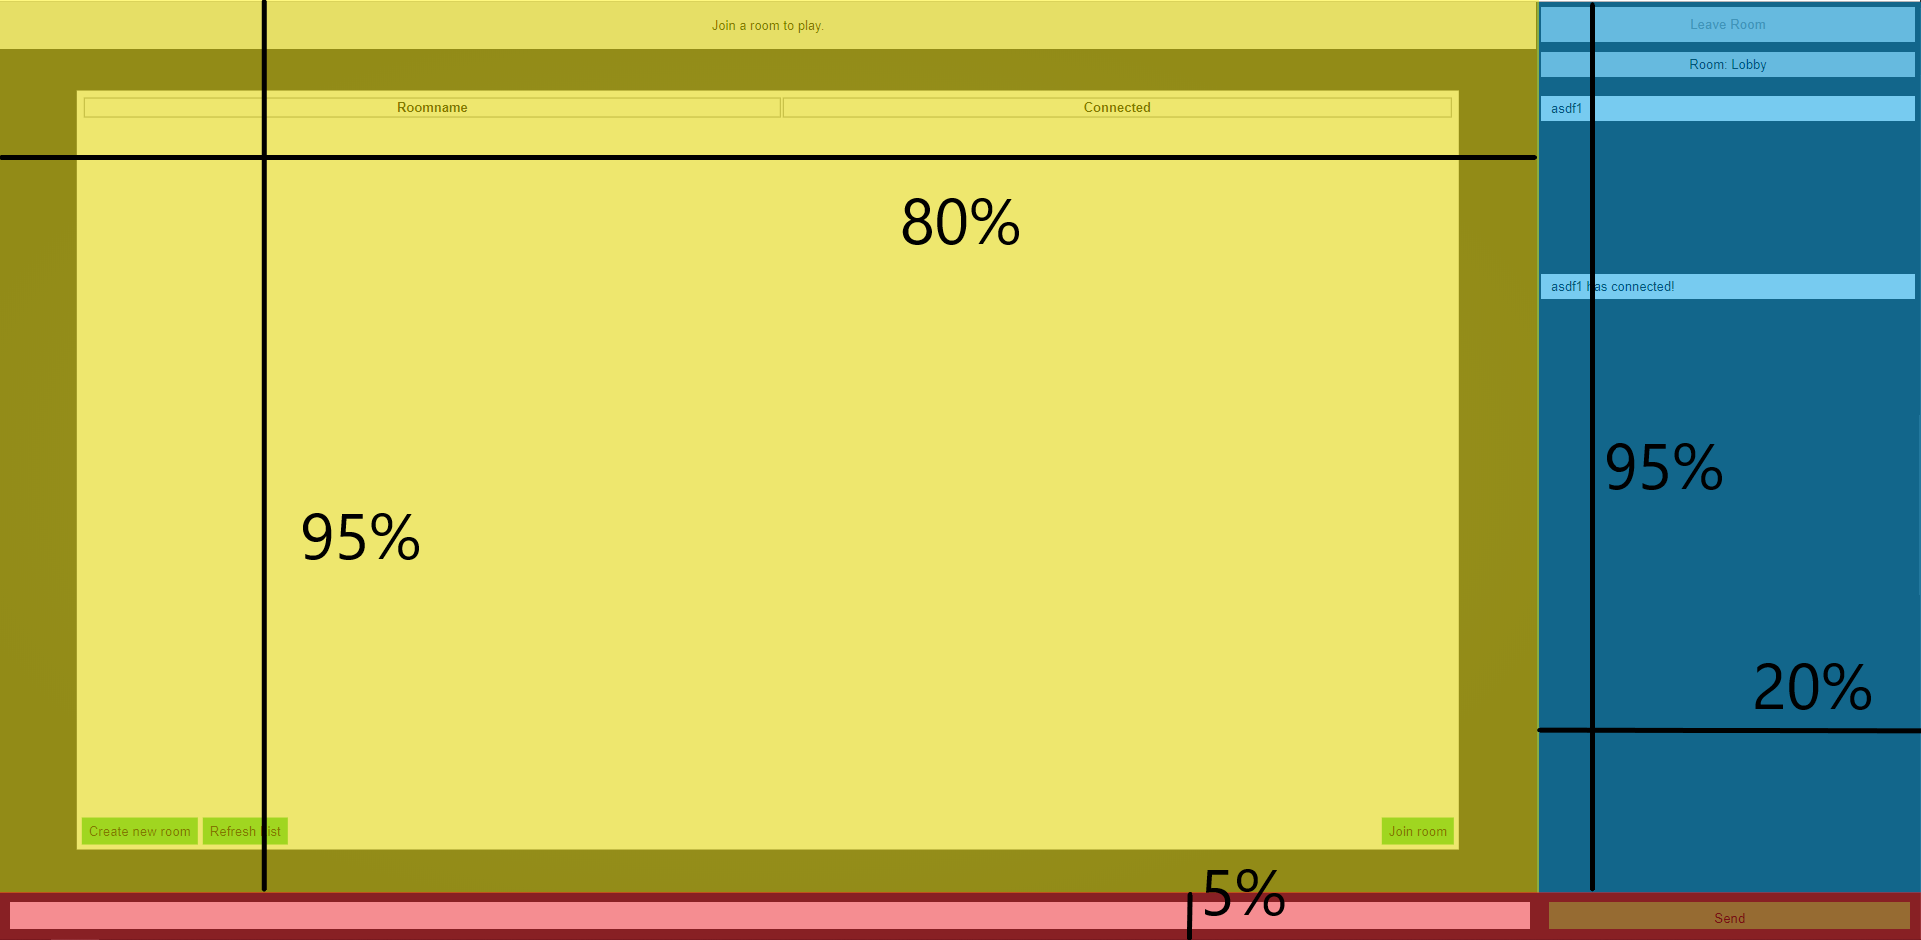 Join a room to play.
Leave Room
Room: Lobby
Roomname
Connected
asdf1
80%
asdf1 has connected!
95%
95%
20%
Create new room
Refresh list
Join room
5%
Send